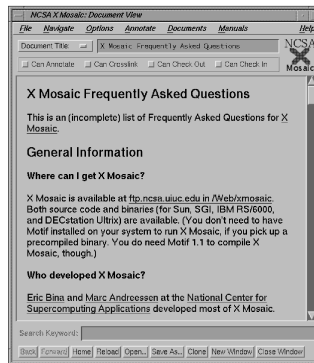 NCSA X Mosaic: Document View
File Navigate Options Annotate Documents Manuals Help
Document Title: X Mosaic Frequently Asked Questions
NCSA
Can Annotate Can Crosslink Can Check Out Can Check In
Mosaic
X Mosaic Frequently Asked Questions
This is an (incomplete) list of Frequently Asked Questions for X
Mosaic.
General Information
Where can I get X Mosaic?
X Mosaic is available at ftp.ncsa.uiuc.edu in /Web/xmosaic.
Both source code and binaries (for Sun, SGI, IBM RS/6000,
and DECstation Ultrix) are available. (You don't need to have
Motif installed on your system to run X Mosaic, if you pick up a
precompiled binary. You do need Motif 1.1 to compile X
Mosaic, though.)
Who developed X Mosaic?
Eric Bina and Marc Andreessen at the National Center for
Supercomputing Applications developed most of X Mosaic.
Search Keyword:
Back Forward Home Reload Open... Save As... Clone New Window Close Window